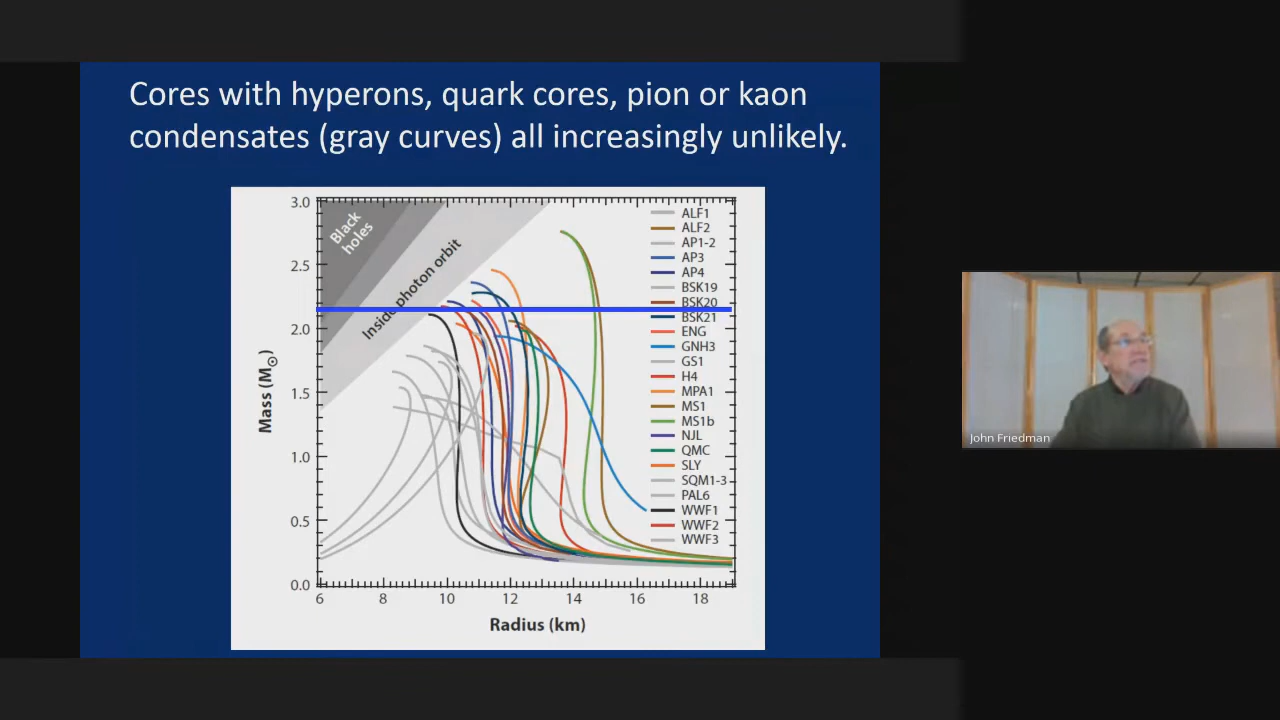 Cores with hyperons, quark cores, pion or kaon
condensates (gray curves) all increasingly unlikely.
Black
holes
Inside photon orbit
3.0
2.5
2.0
1.5
1.0
0.5
0.0
Mass (M☉)
6 8 10 12 14 16 18
Radius (km)
ALF1
ALF2
AP1-2
AP3
AP4
BSK19
BSK20
BSK21
ENG
GNH3
GS1
H4
MPA1
MS1
MS1b
NJL
QMC
SLY
SQM1-3
PAL6
WWF1
WWF2
WWF3
John Friedman